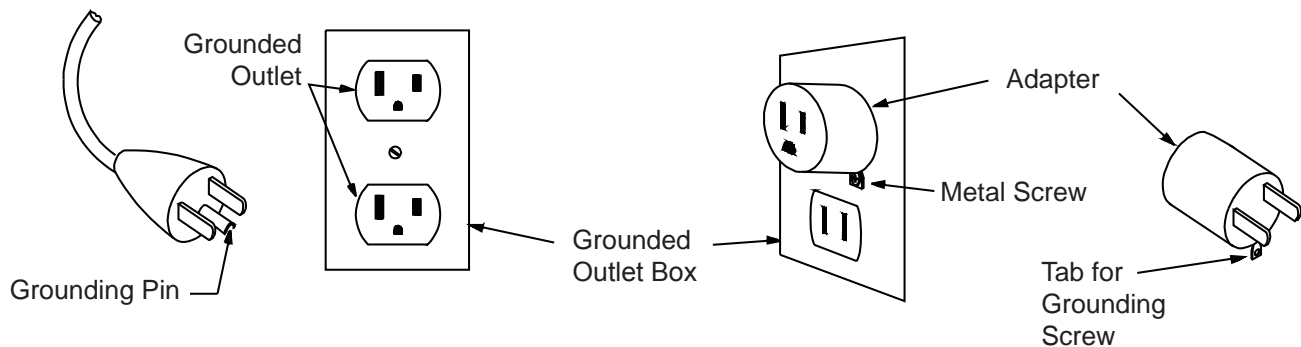 Grounded
Outlet
Grounding Pin
Grounded
Outlet Box
Adapter
Metal Screw
Tab for
Grounding
Screw